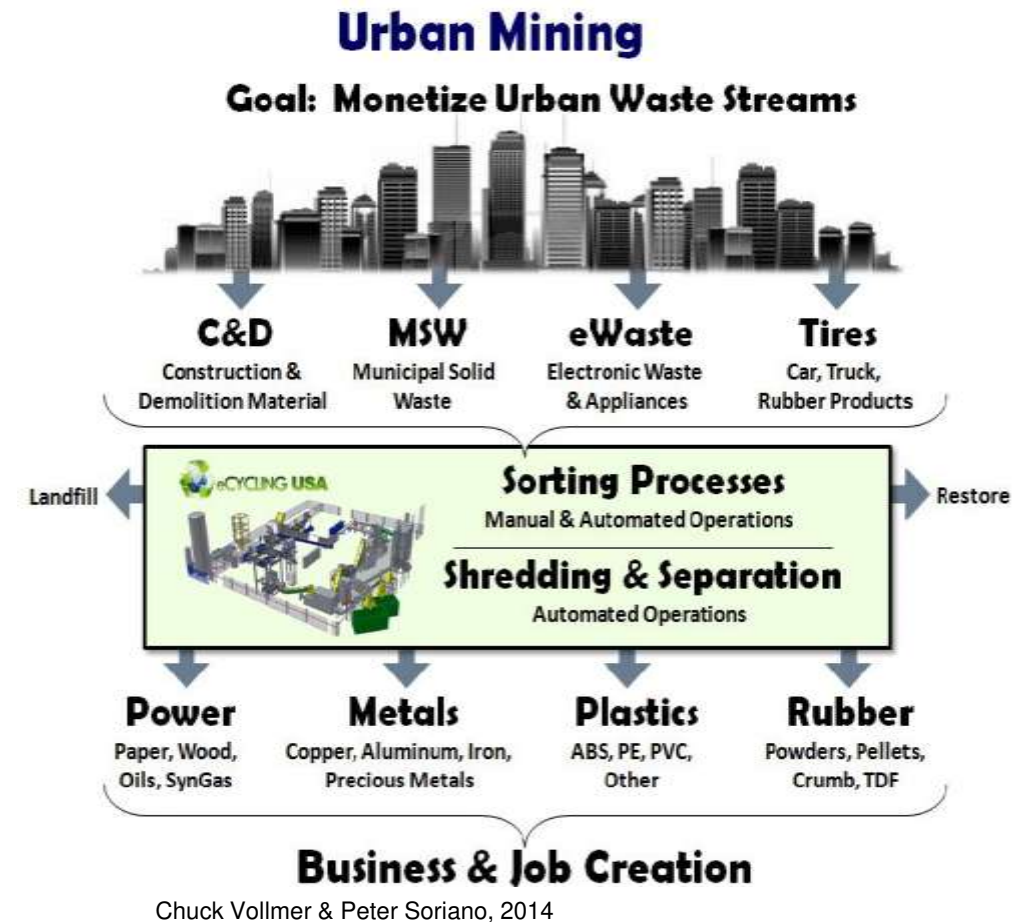 Urban Mining
Goal: Monetize Urban Waste Streams
C&D
Construction &
Demolition Material
MSW
Municipal Solid
Waste
eWaste
Electronic Waste
& Appliances
Tires
Car, Truck,
Rubber Products
Landfill
eCYCLING USA
Sorting Processes
Manual & Automated Operations
Shredding & Separation
Automated Operations
Restore
Power
Paper, Wood,
Oils, SynGas
Metals
Copper, Aluminum, Iron,
Precious Metals
Plastics
ABS, PE, PVC,
Other
Rubber
Powders, Pellets,
Crumb, TDF
Business & Job Creation
Chuck Vollmer & Peter Soriano, 2014